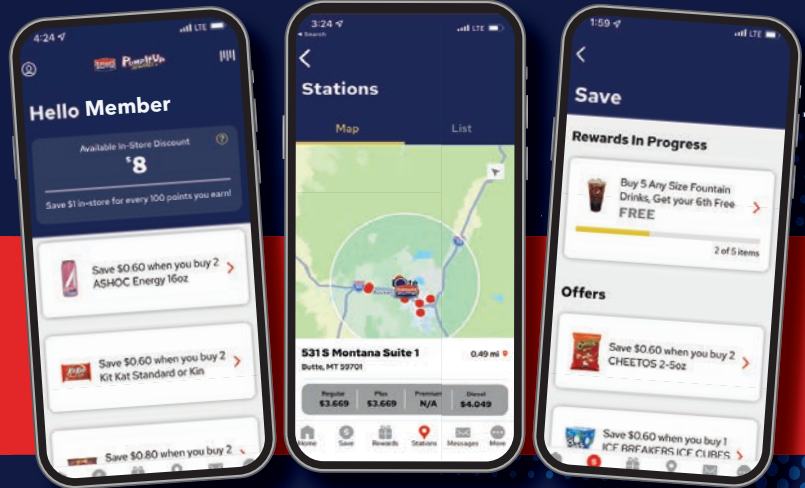 4:24
LTE
PumpItUp
Hello Member
Available In-Store Discount
$8
Save $1 in-store for every 100 points you earn!
Save $0.60 when you buy 2
ASHOC Energy 16oz
Save $0.60 when you buy 2
Kit Kat Standard or Kin
Save $0.80 when you buy 2
3:24
LTE
Search
Stations
Map
List
531 S Montana Suite 1
0.49 mi
Butte, MT 59701
Regular
Plus
Premium
Diesel
$3.669
$3.669
N/A
$4.049
Home
Save
Rewards
Stations
Messages
More
1:59
LTE
Save
Rewards In Progress
Buy 5 Any Size Fountain
Drinks, Get your 6th Free
FREE
2 of 5 items
Offers
Save $0.60 when you buy 2
CHEETOS 2-5oz
Save $0.60 when you buy 1
ICE BREAKERS ICE CUBES